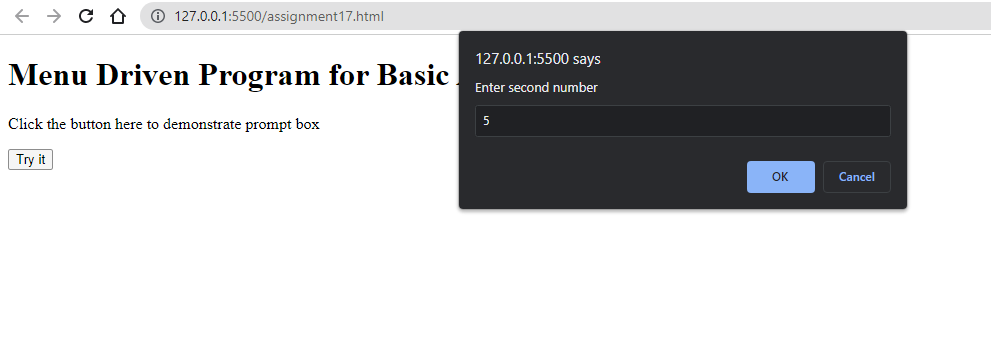 127.0.0.1:5500/assignment17.html
127.0.0.1:5500 says
Menu Driven Program for Basic
Enter second number
5
Click the button here to demonstrate prompt box
Try it
OK
Cancel